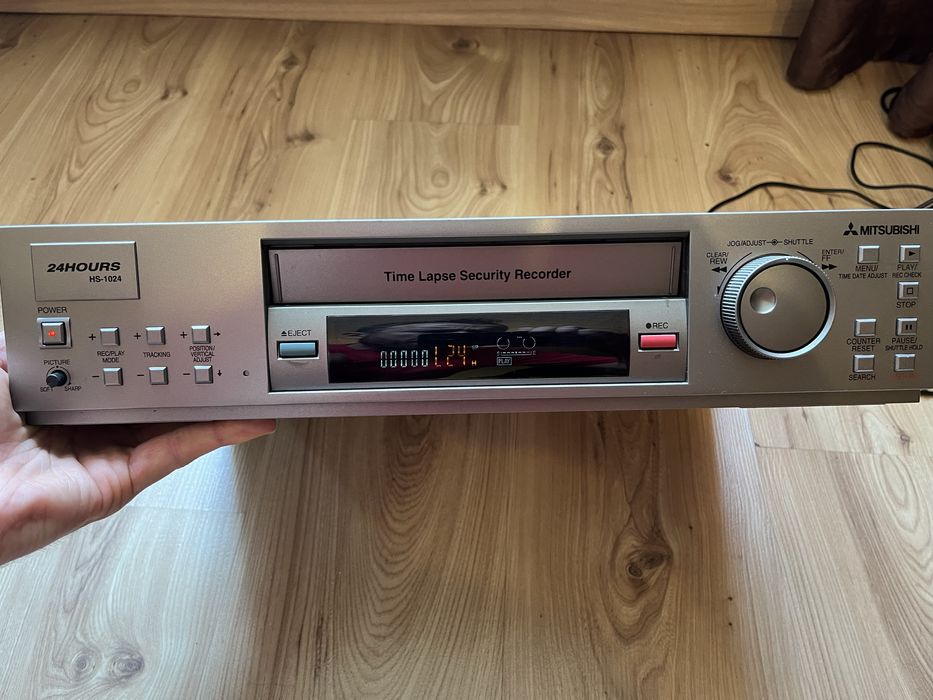 24HOURS
HS-1024
POWER
REC/PLAY
MODE
TRACKING
POSITION/
VERTICAL
ADJUST
PICTURE
SOFT
SHARP
Time Lapse Security Recorder
EJECT
REC
00000 L24H
PLAY
MITSUBISHI
JOG/ADJUST
SHUTTLE
CLEAR/
REW
ENTER/
FF
MENU/
TIME DATE ADJUST
PLAY/
REC CHECK
STOP
COUNTER
RESET
PAUSE/
SHUTTLE HOLD
SEARCH